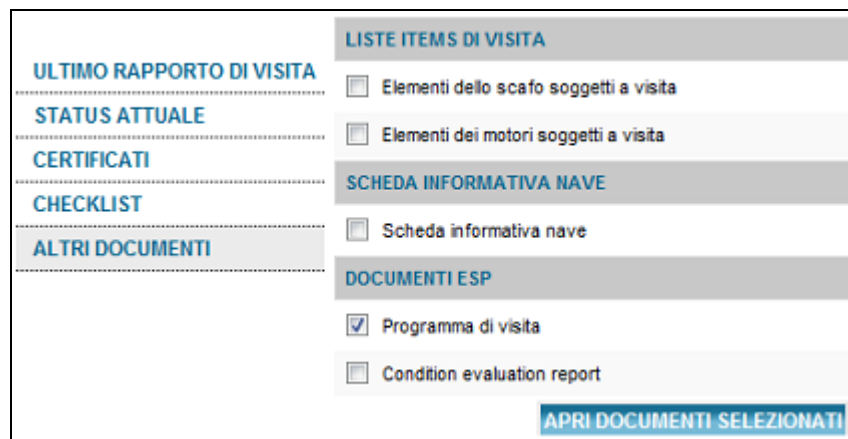 ULTIMO RAPPORTO DI VISITA
STATUS ATTUALE
CERTIFICATI
CHECKLIST
ALTRI DOCUMENTI
LISTE ITEMS DI VISITA
Elementi dello scafo soggetti a visita
Elementi dei motori soggetti a visita
SCHEDA INFORMATIVA NAVE
Scheda informativa nave
DOCUMENTI ESP
Programma di visita
Condition evaluation report
APRI DOCUMENTI SELEZIONATI